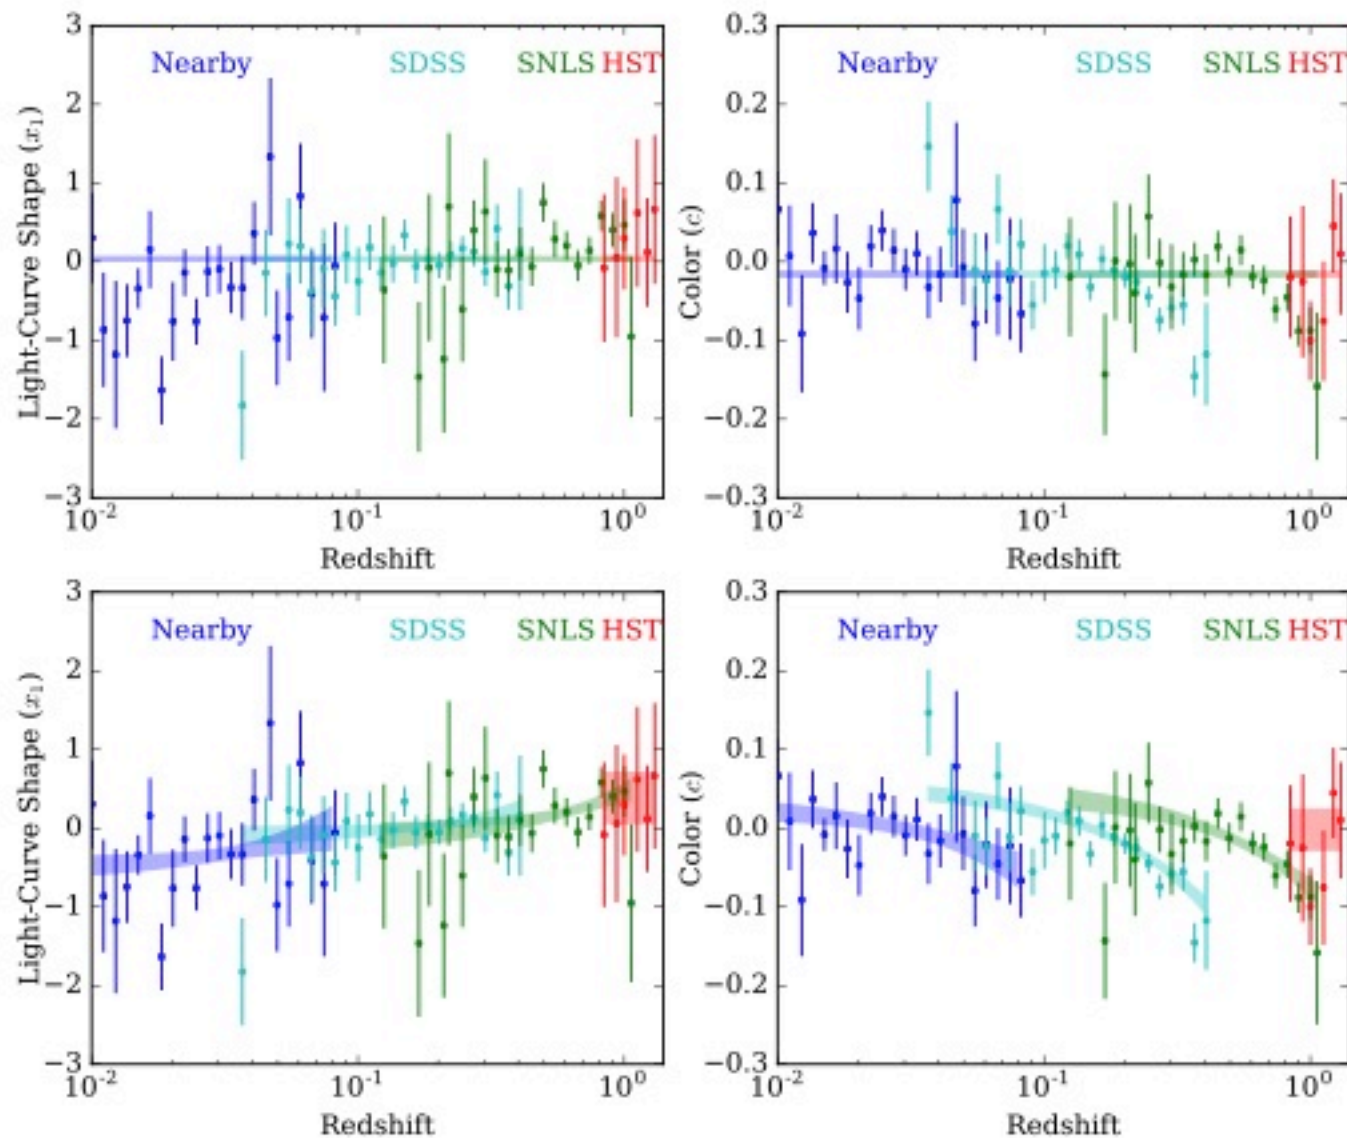 3
2
1
0
−1
−2
−3
Light-Curve Shape (x₁)
Nearby SDSS SNLS HST
10⁻² 10⁻¹ 10⁰
Redshift
0.3
0.2
0.1
0.0
−0.1
−0.2
−0.3
Color (c)
Nearby SDSS SNLS HST
10⁻² 10⁻¹ 10⁰
Redshift
3
2
1
0
−1
−2
−3
Light-Curve Shape (x₁)
Nearby SDSS SNLS HST
10⁻² 10⁻¹ 10⁰
Redshift
0.3
0.2
0.1
0.0
−0.1
−0.2
−0.3
Color (c)
Nearby SDSS SNLS HST
10⁻² 10⁻¹ 10⁰
Redshift